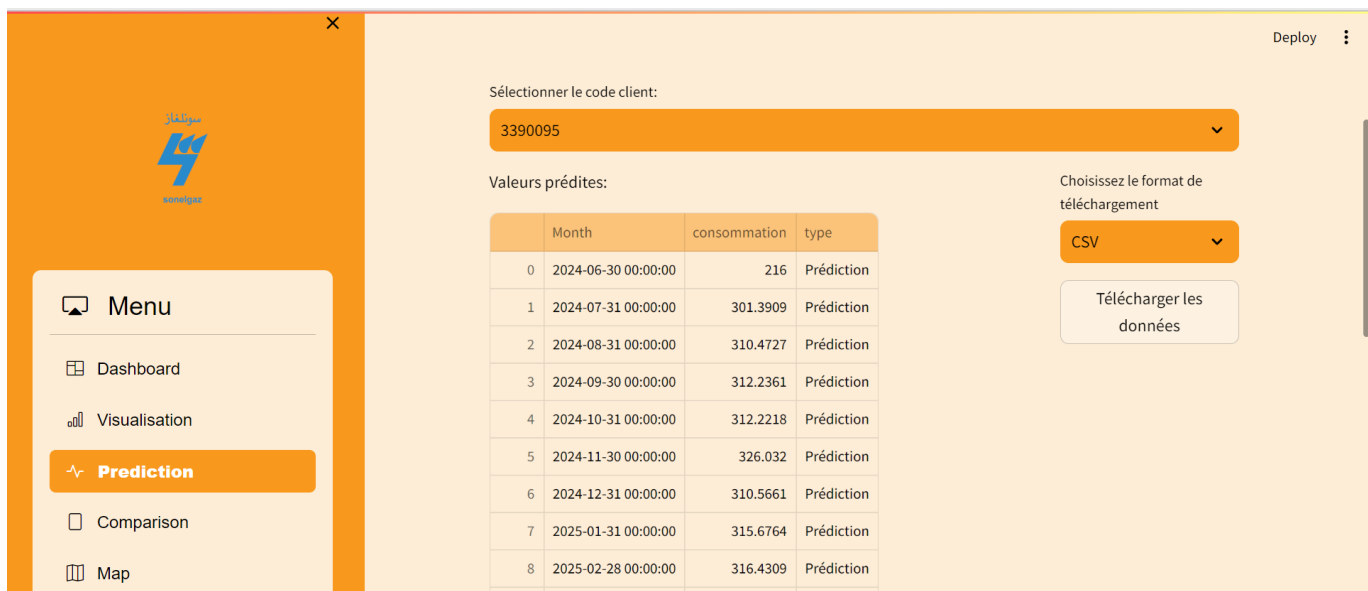 Deploy
سونلغاز
sonelgaz
Menu
Dashboard
Visualisation
Prediction
Comparison
Map
Sélectionner le code client:
3390095
Valeurs prédites:
Month consommation type
0 2024-06-30 00:00:00 216 Prédiction
1 2024-07-31 00:00:00 301.3909 Prédiction
2 2024-08-31 00:00:00 310.4727 Prédiction
3 2024-09-30 00:00:00 312.2361 Prédiction
4 2024-10-31 00:00:00 312.2218 Prédiction
5 2024-11-30 00:00:00 326.032 Prédiction
6 2024-12-31 00:00:00 310.5661 Prédiction
7 2025-01-31 00:00:00 315.6764 Prédiction
8 2025-02-28 00:00:00 316.4309 Prédiction
Choisissez le format de
téléchargement
CSV
Télécharger les
données